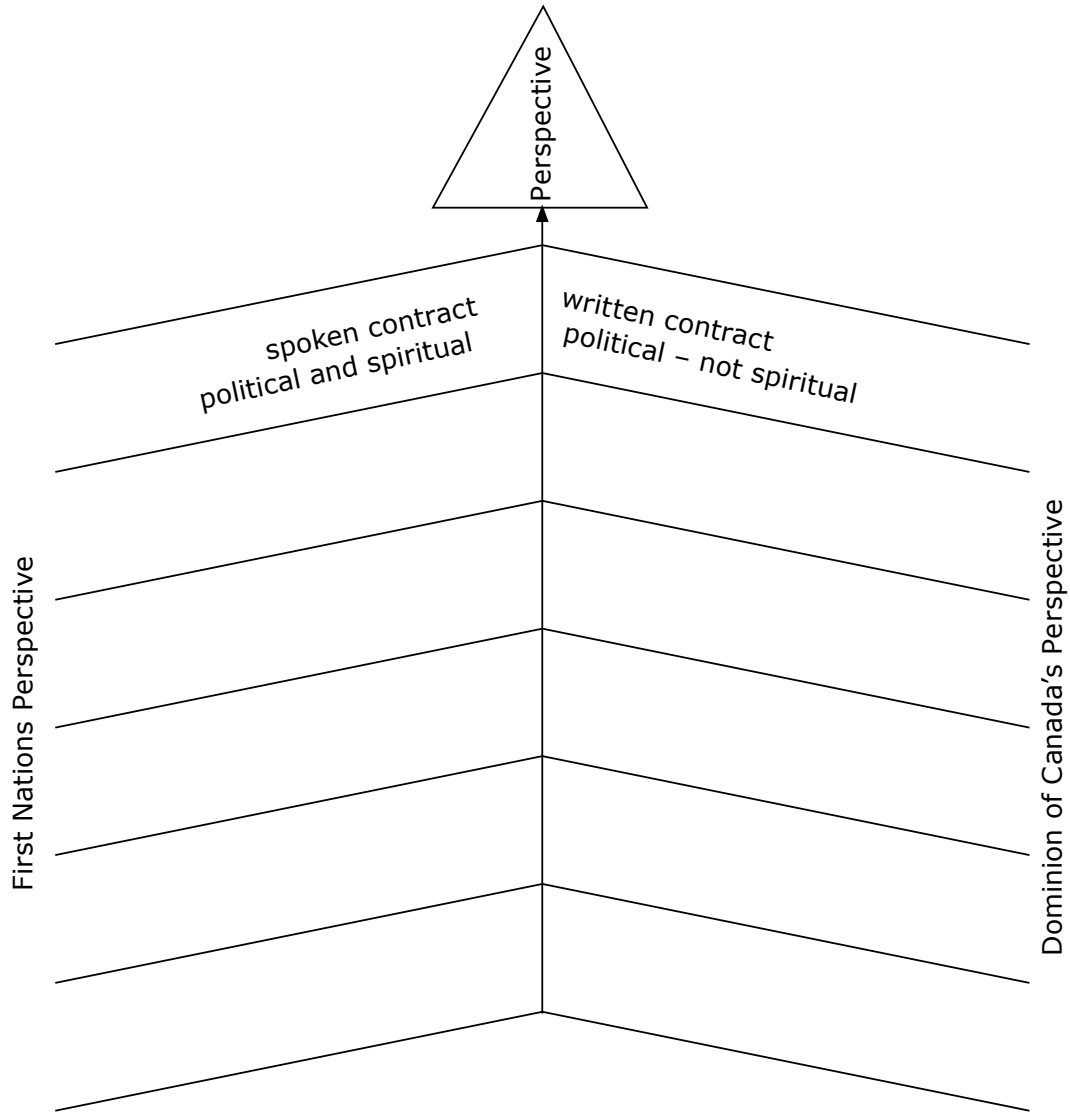 Perspective
spoken contract
political and spiritual
written contract
political – not spiritual
First Nations Perspective
Dominion of Canada’s Perspective